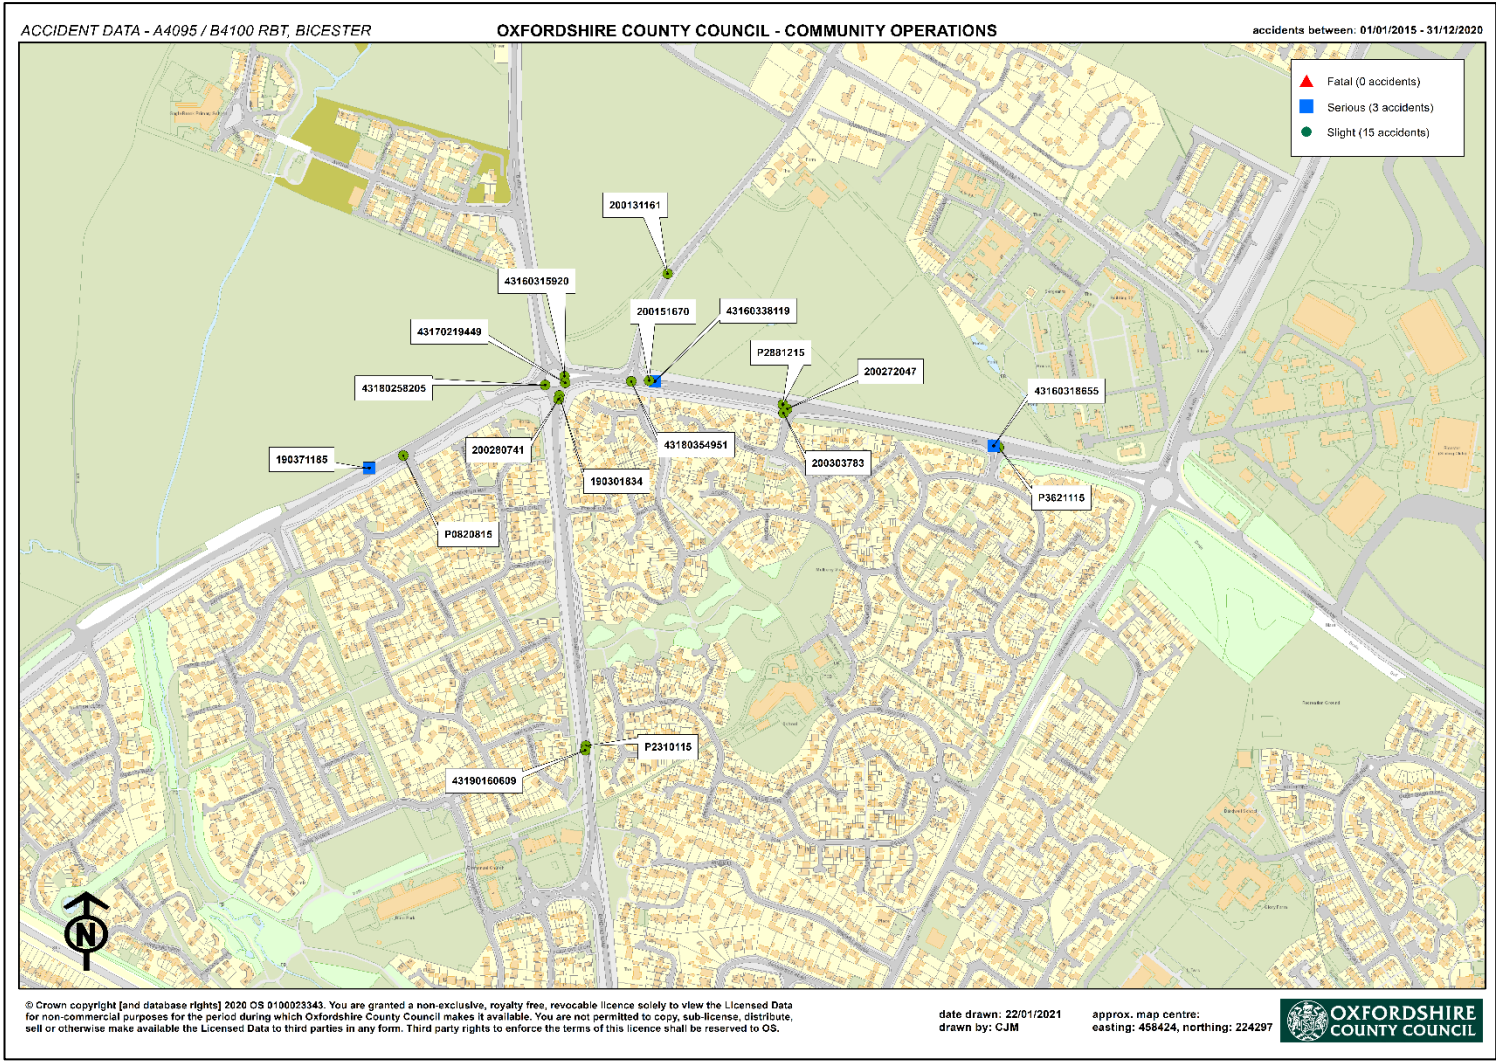 ACCIDENT DATA - A4095 / B4100 RBT, BICESTER
OXFORDSHIRE COUNTY COUNCIL - COMMUNITY OPERATIONS
accidents between: 01/01/2015 - 31/12/2020
Fatal (0 accidents)
Serious (3 accidents)
Slight (15 accidents)
200131161
43160315920
200151670
43160338119
43170219449
P2881215
200272047
43180258205
43160318655
190371185
200280741
43180354951
200303783
190301834
P3621115
P0820815
P2310115
43190160609
N
© Crown copyright [and database rights] 2020 OS 0100023343. You are granted a non-exclusive, royalty free, revocable licence solely to view the Licensed Data
for non-commercial purposes for the period during which Oxfordshire County Council makes it available. You are not permitted to copy, sub-license, distribute,
sell or otherwise make available the Licensed Data to third parties in any form. Third party rights to enforce the terms of this licence shall be reserved to OS.
date drawn: 22/01/2021
drawn by: CJM
approx. map centre:
easting: 458424, northing: 224297
OXFORDSHIRE
COUNTY COUNCIL